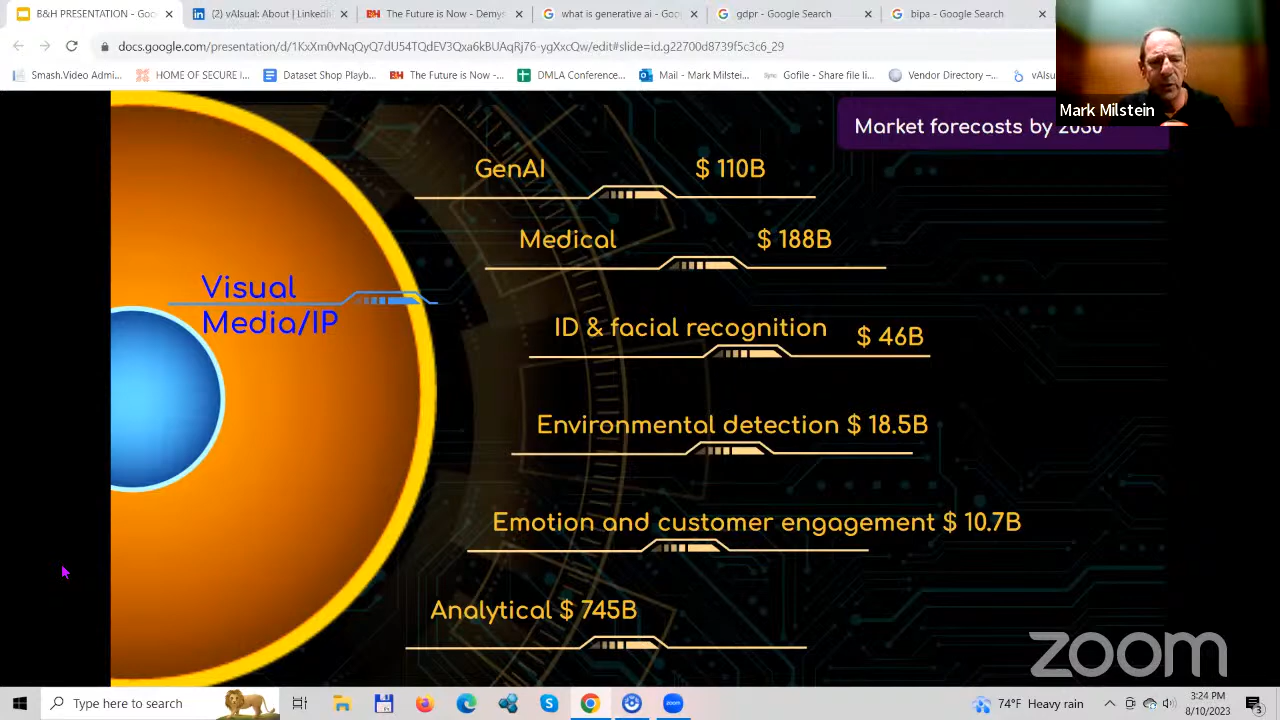 B&H PRESENTATION - Goo
(2) vAIsual: About | LinkedIn
The Future is Now - Demys
what is generative ai - Goo
gdpr - Google Search
bipa - Google Search
docs.google.com/presentation/d/1KxXm0vNqQyQ7dU54TQdEV3Qxa6kBUAqRj76-ygXxcQw/edit#slide=id.g22700d8739f5c3c6_29
Smash.Video Admi...
HOME OF SECURE i...
Dataset Shop Playb...
The Future is Now -...
DMLA Conference...
Mail - Mark Milstei...
Gofile - Share file li...
Vendor Directory –...
vAIsu
Mark Milstein
Market forecasts by 2030
GenAI $ 110B
Medical $ 188B
Visual
Media/IP
ID & facial recognition $ 46B
Environmental detection $ 18.5B
Emotion and customer engagement $ 10.7B
Analytical $ 745B
zoom
Type here to search
74°F Heavy rain
3:24 PM
8/10/2023